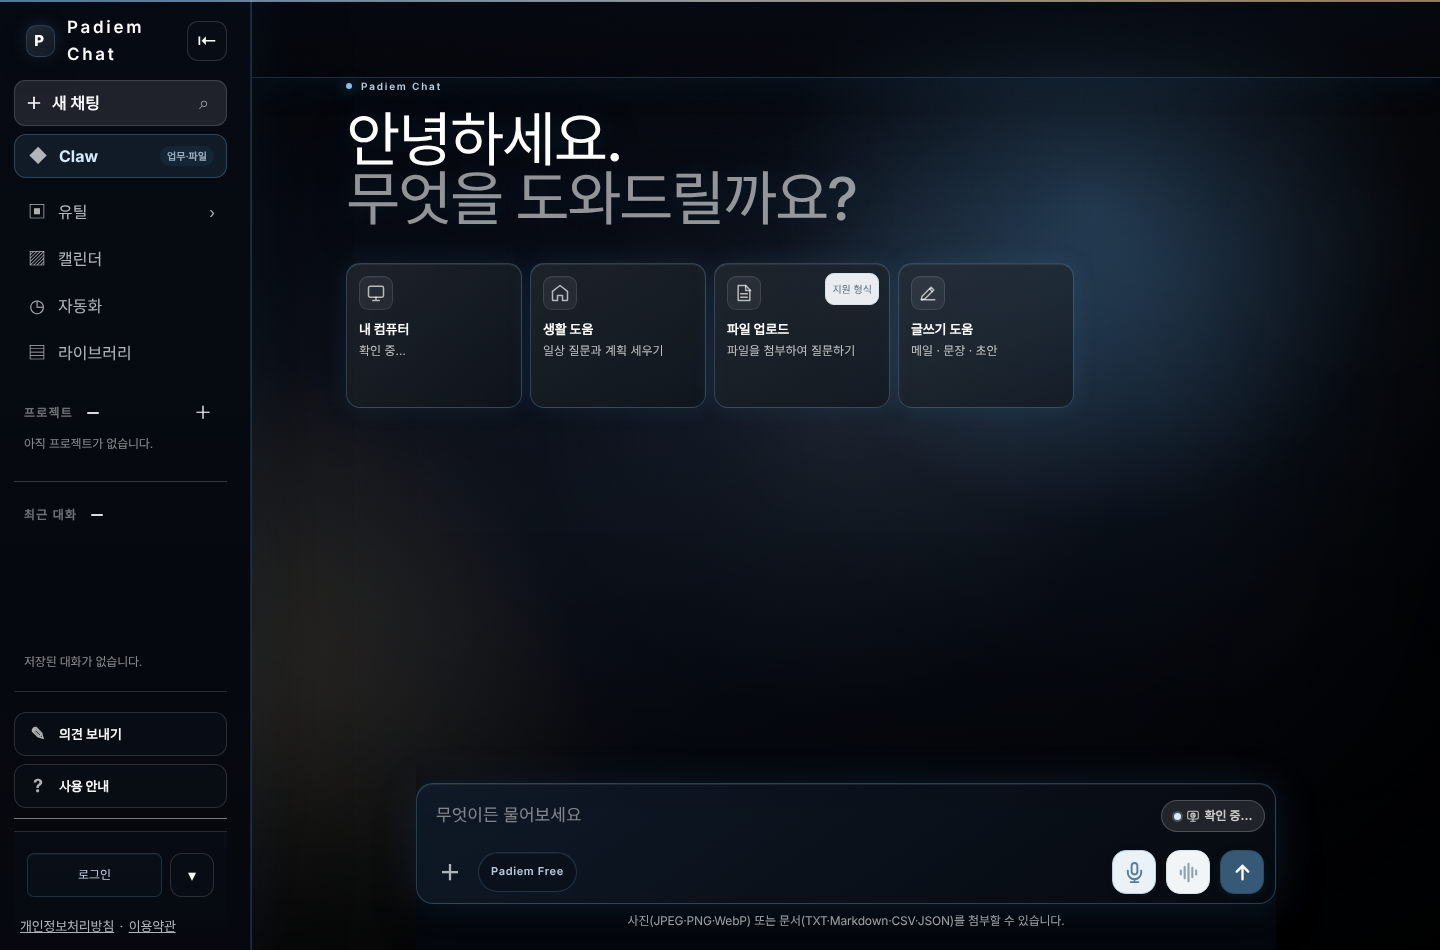 Padiem
Chat
새 채팅
Claw
업무·파일
유틸
캘린더
자동화
라이브러리
프로젝트
아직 프로젝트가 없습니다.
최근 대화
저장된 대화가 없습니다.
의견 보내기
? 사용 안내
로그인
개인정보처리방침 · 이용약관
Padiem Chat
안녕하세요.
무엇을 도와드릴까요?
내 컴퓨터
확인 중...
생활 도움
일상 질문과 계획 세우기
지원 형식
파일 업로드
파일을 첨부하여 질문하기
글쓰기 도움
메일 · 문장 · 초안
무엇이든 물어보세요
확인 중...
Padiem Free
사진(JPEG·PNG·WebP) 또는 문서(TXT·Markdown·CSV·JSON)를 첨부할 수 있습니다.